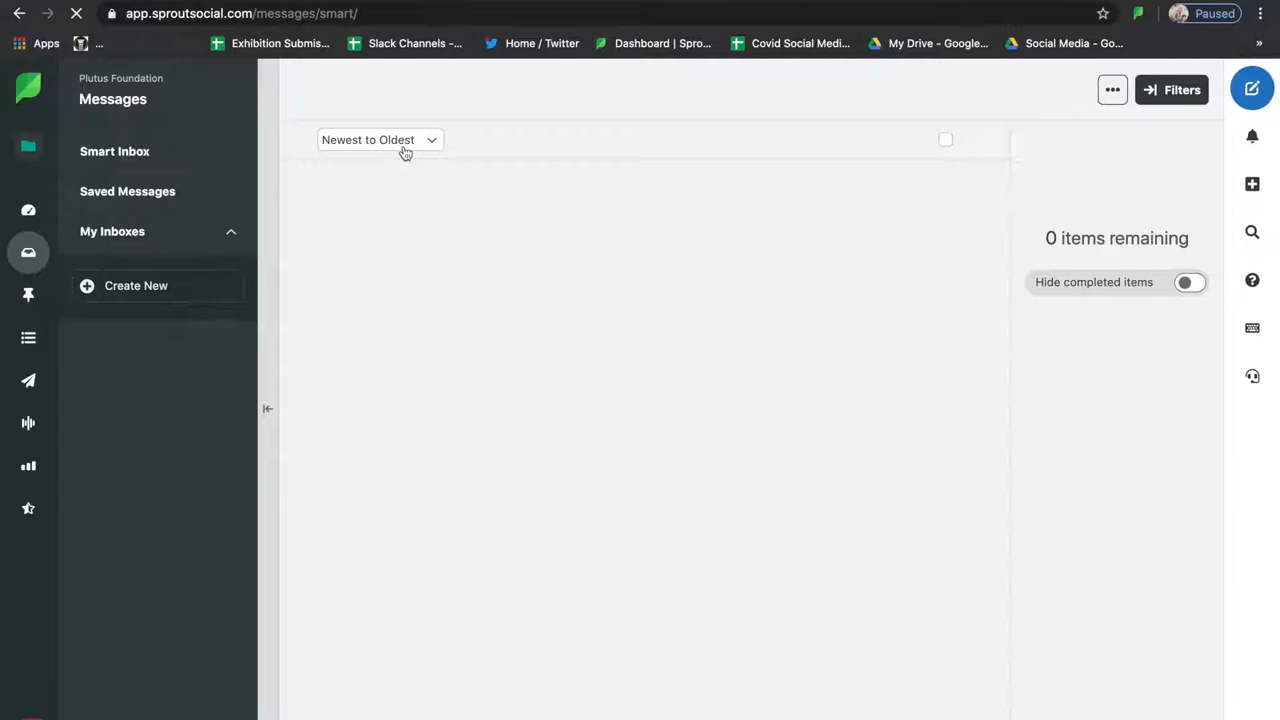 app.sproutsocial.com/messages/smart/
Paused
Apps
...
Exhibition Submis...
Slack Channels -...
Home / Twitter
Dashboard | Spro...
Covid Social Medi...
My Drive - Google...
Social Media - Go...
»
Plutus Foundation
Messages
Filters
Newest to Oldest
Smart Inbox
Saved Messages
My Inboxes
0 items remaining
Hide completed items
Create New